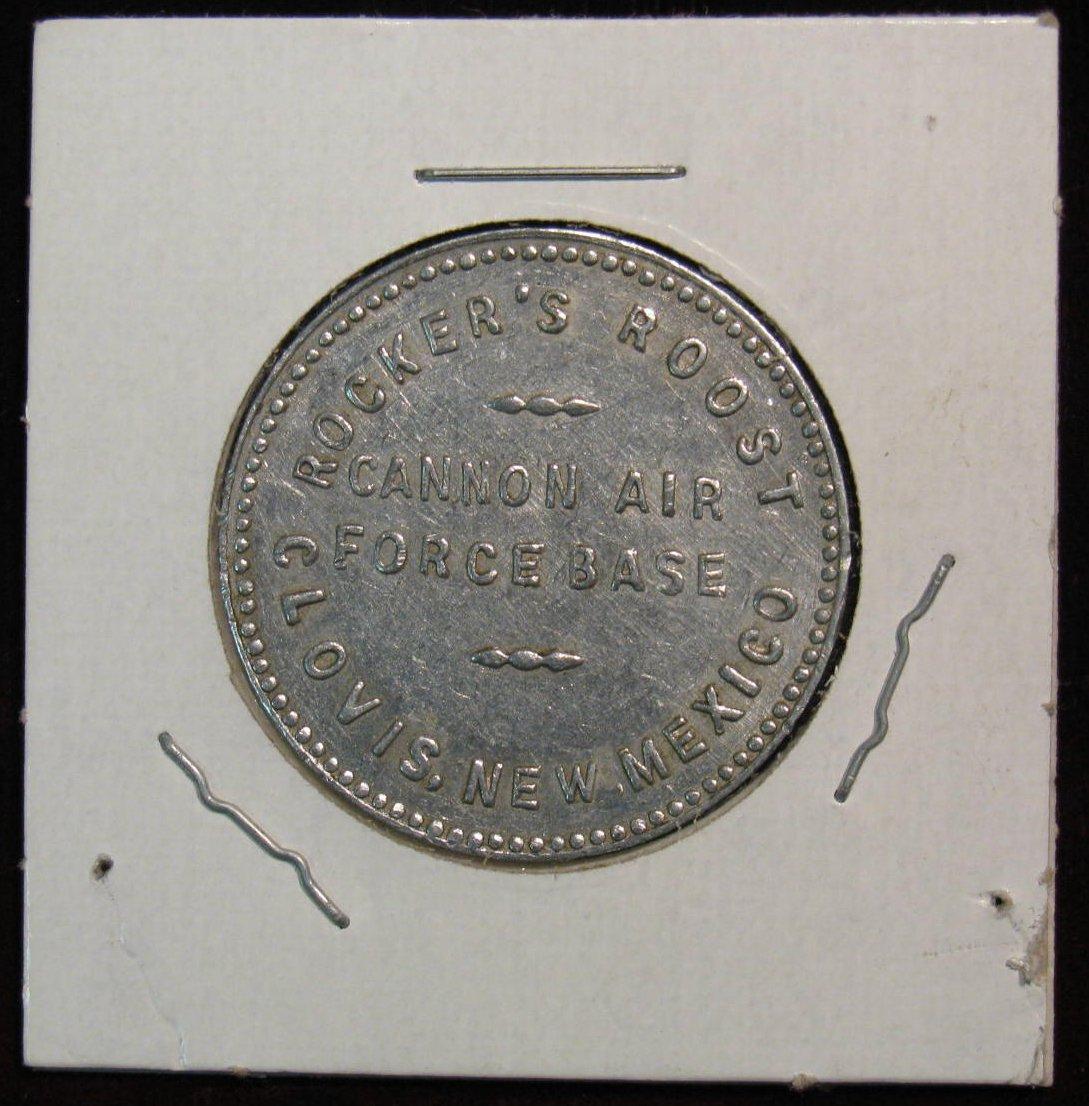 ROCKER'S ROOST
CANNON AIR
FORCE BASE
CLOVIS, NEW MEXICO